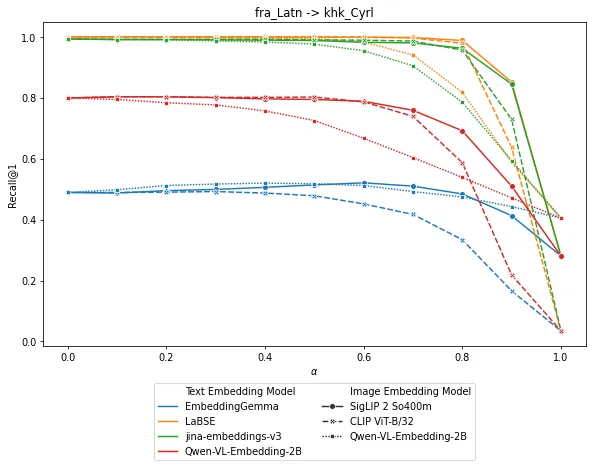 fra_Latn -> khk_Cyrl
Recall@1
1.0
0.8
0.6
0.4
0.2
0.0
0.0 0.2 0.4 0.6 0.8 1.0
α
Text Embedding Model
EmbeddingGemma
LaBSE
jina-embeddings-v3
Qwen-VL-Embedding-2B
Image Embedding Model
SigLIP 2 So400m
CLIP ViT-B/32
Qwen-VL-Embedding-2B